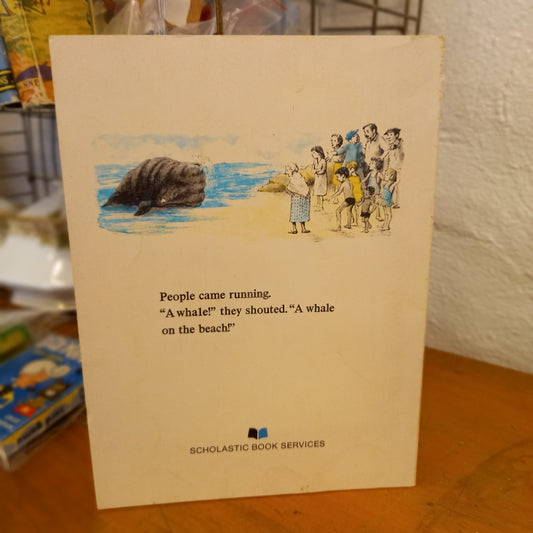 People came running.
“A whale!” they shouted. “A whale
on the beach!”
SCHOLASTIC BOOK SERVICES